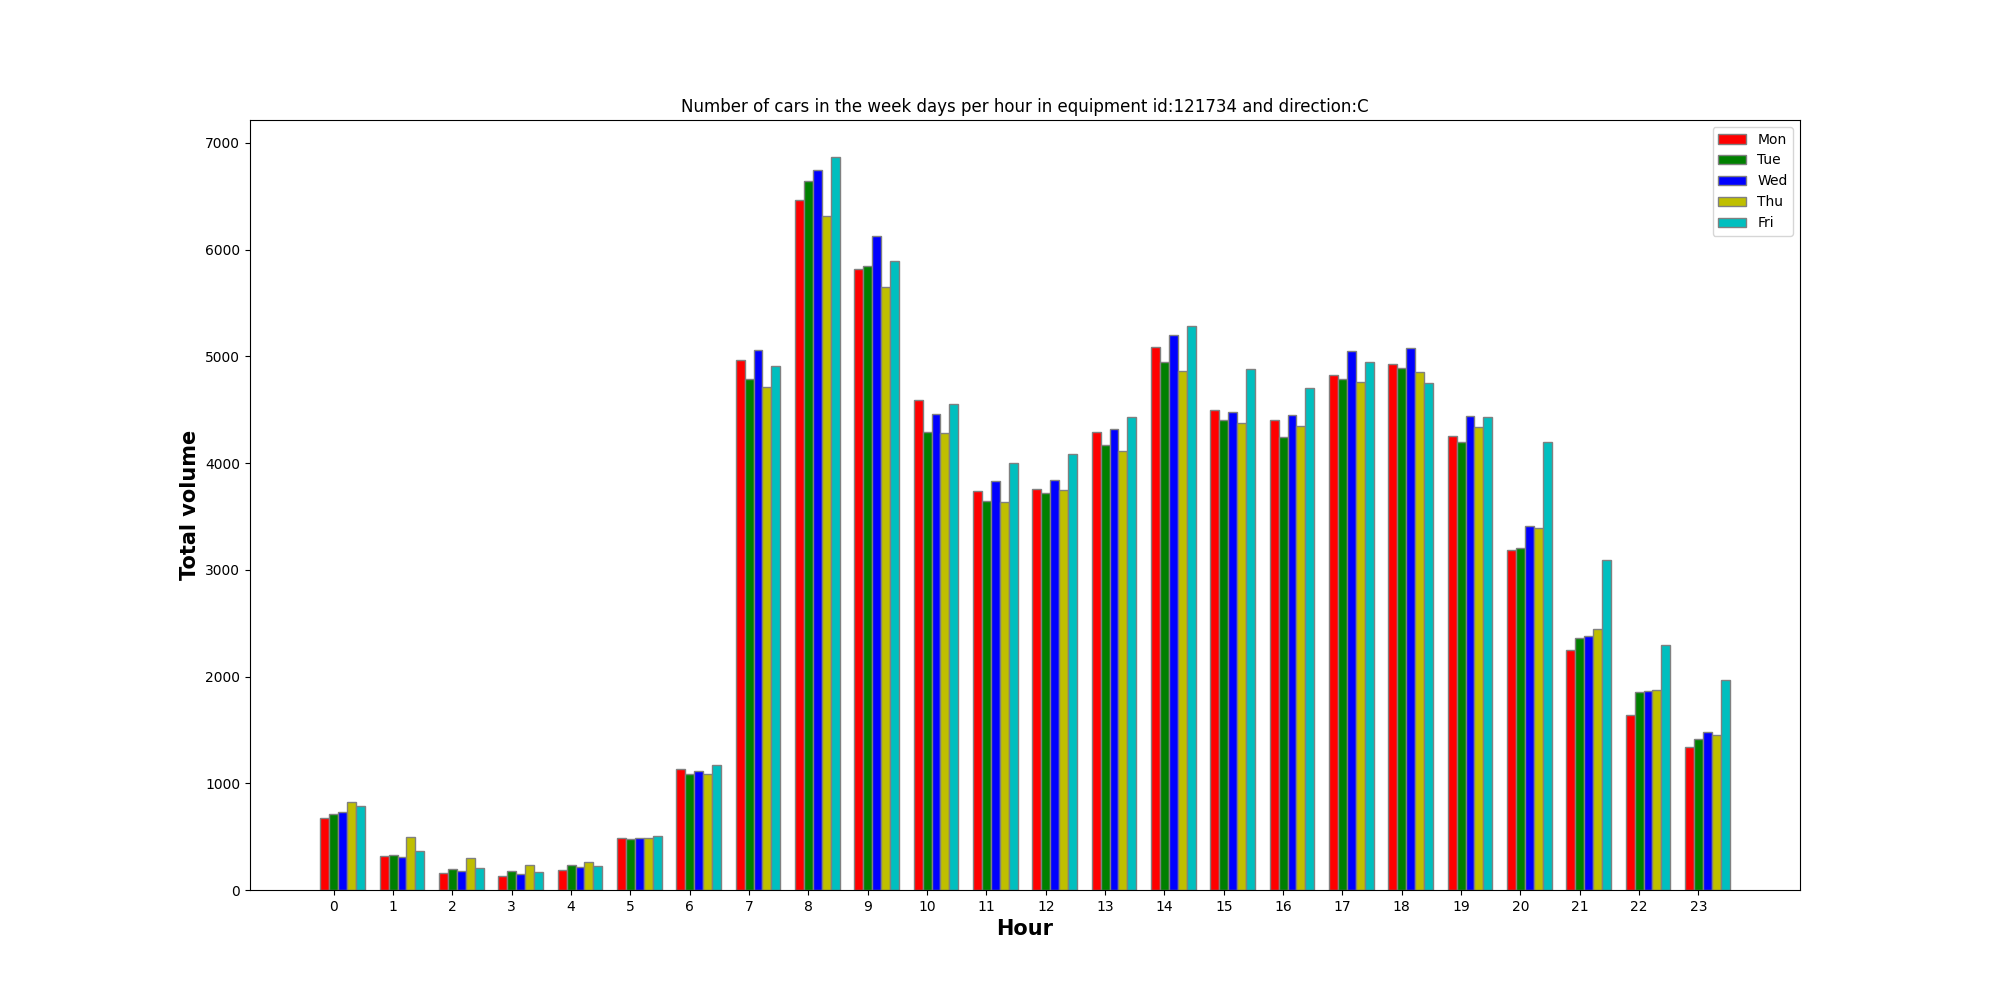 Number of cars in the week days per hour in equipment id:121734 and direction:C
7000
6000
5000
4000
3000
2000
1000
0
Total volume
Mon
Tue
Wed
Thu
Fri
0 1 2 3 4 5 6 7 8 9 10 11 12 13 14 15 16 17 18 19 20 21 22 23
Hour